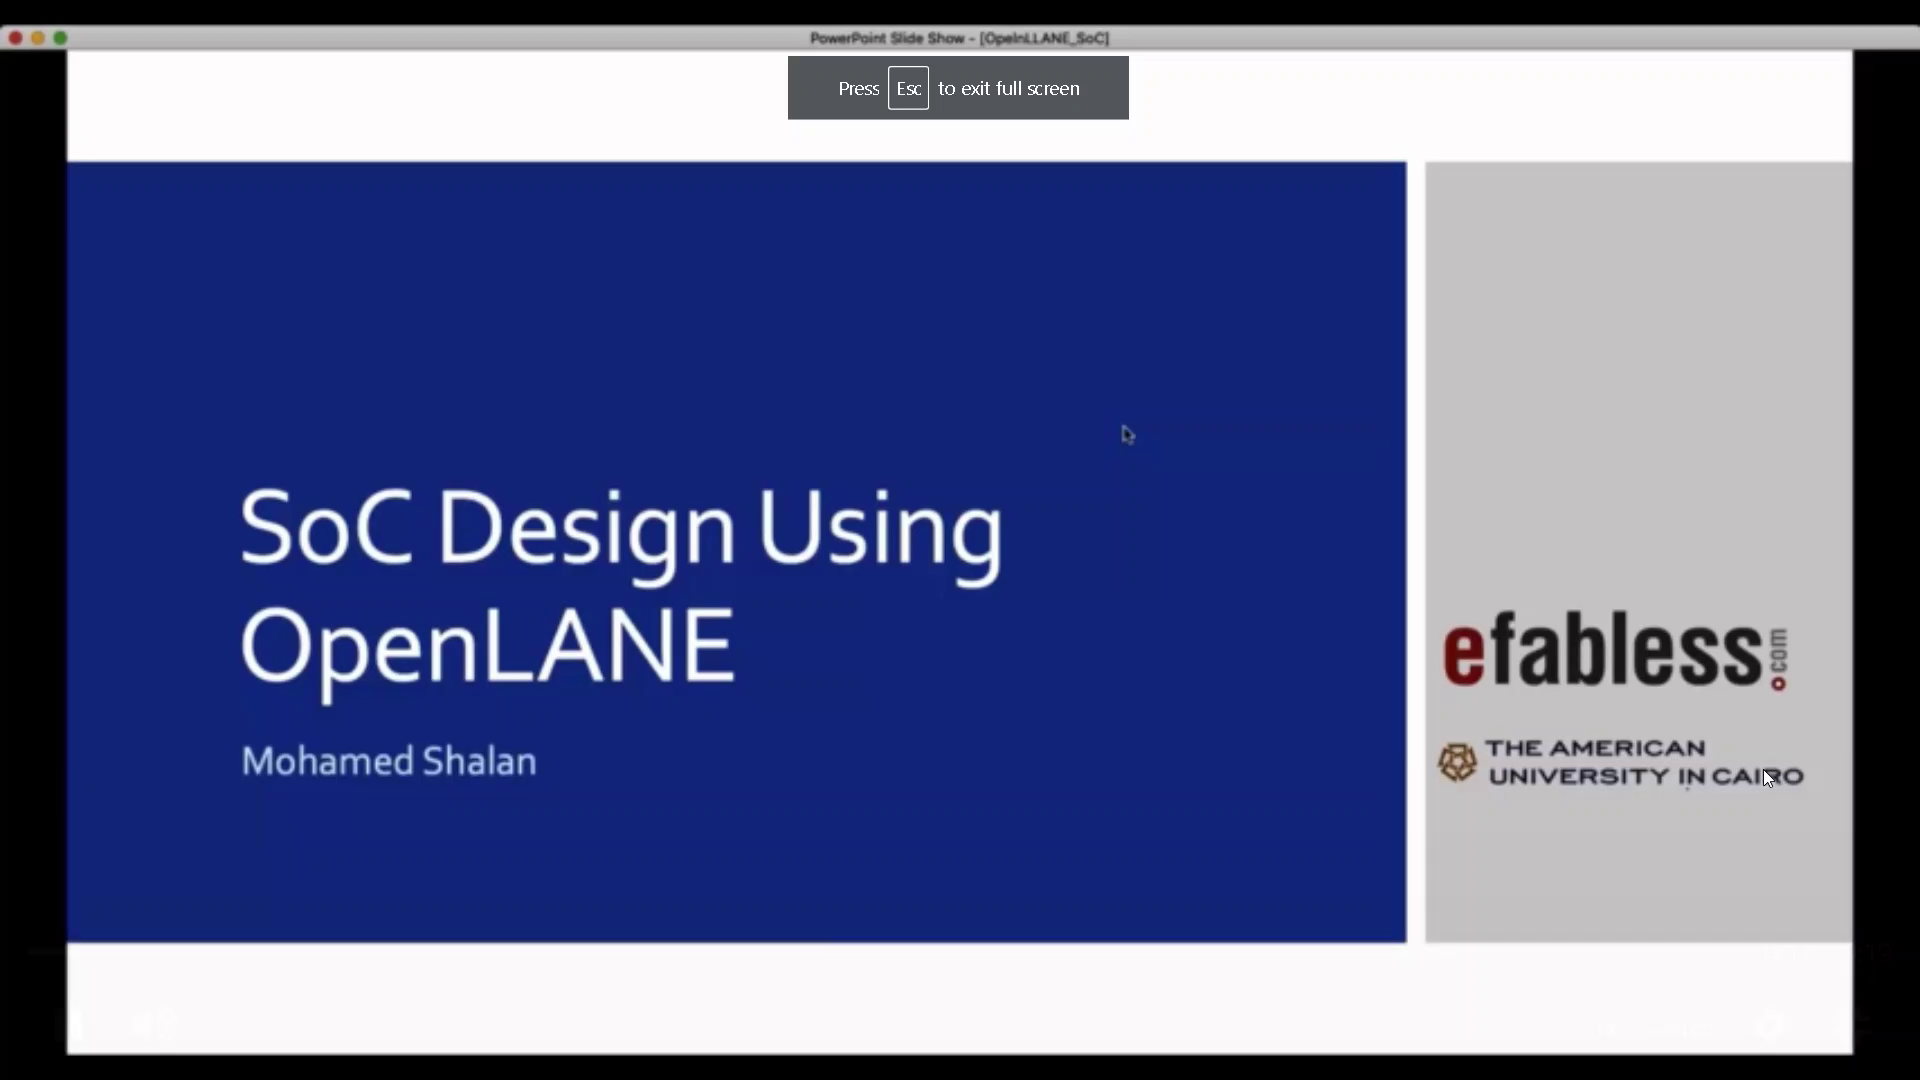 PowerPoint Slide Show - [OpeInLLANE_SoC]
Press Esc to exit full screen
SoC Design Using
OpenLANE
Mohamed Shalan
efabless.com
THE AMERICAN
UNIVERSITY IN CAIRO